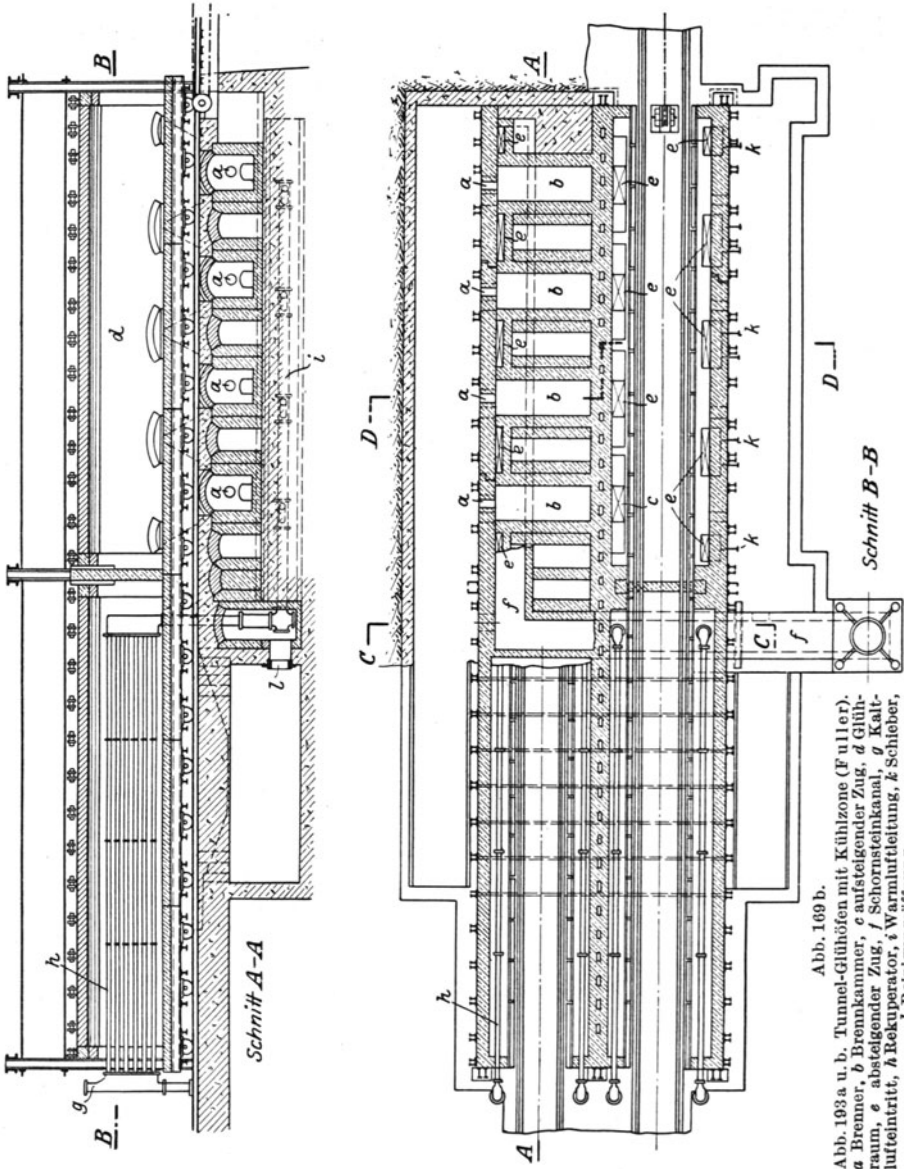 B
d
h
g
B
a
a
a
a
i
l
Schnitt A-A
D
C
A
a
a
a
a
e
e
e
e
e
b
b
b
b
f
e
e
e
e
c
e
e
e
e
k
k
k
k
h
A
D
C
f
Schnitt B-B
Abb. 169 b.
Abb. 193 a u. b. Tunnel-Glühöfen mit Kühlzone (Fuller).
a Brenner, b Brennkammer, c aufsteigender Zug, d Glüh-
raum, e absteigender Zug, f Schornsteinkanal, g Kalt-
lufteintritt, h Rekuperator, i Warmluftleitung, k Schieber,